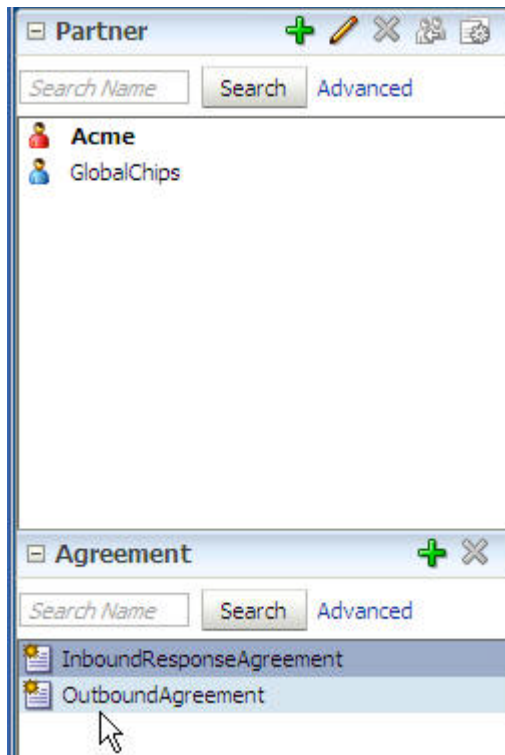 Partner
Search Name Search Advanced
Acme
GlobalChips
Agreement
Search Name Search Advanced
InboundResponseAgreement
OutboundAgreement